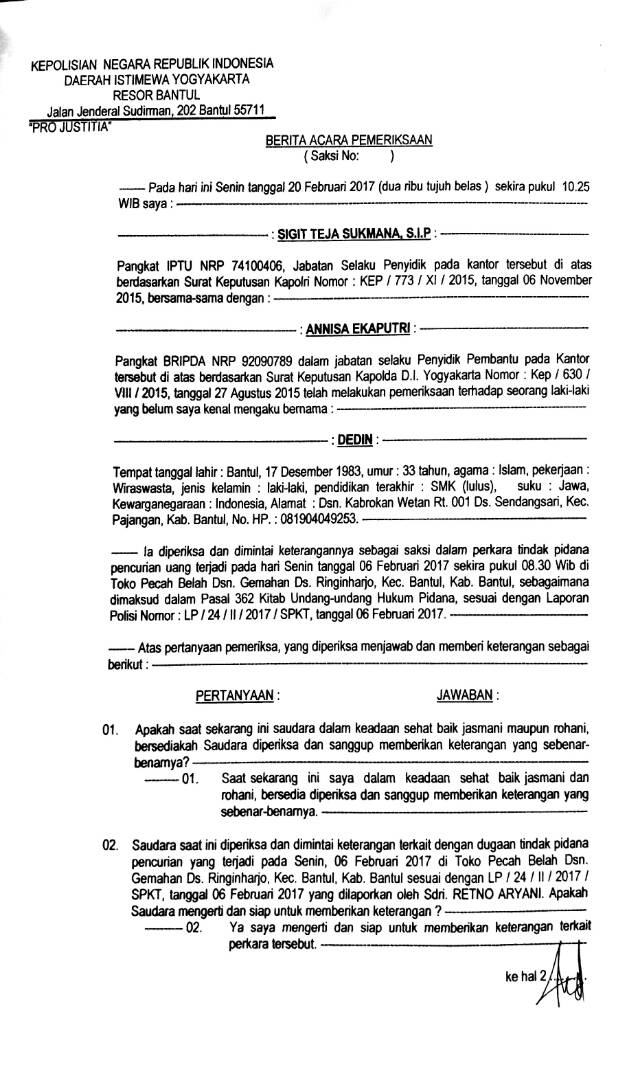 KEPOLISIAN NEGARA REPUBLIK INDONESIA
DAERAH ISTIMEWA YOGYAKARTA
RESOR BANTUL
Jalan Jenderal Sudirman, 202 Bantul 55711
"PRO JUSTITIA"
BERITA ACARA PEMERIKSAAN
( Saksi No: )
------ Pada hari ini Senin tanggal 20 Februari 2017 (dua ribu tujuh belas ) sekira pukul 10.25
WIB saya : ------
------ : SIGIT TEJA SUKMANA, S.I.P : ------
Pangkat IPTU NRP 74100406, Jabatan Selaku Penyidik pada kantor tersebut di atas
berdasarkan Surat Keputusan Kapolri Nomor : KEP / 773 / XI / 2015, tanggal 06 November
2015, bersama-sama dengan : ------
------ : ANNISA EKAPUTRI : ------
Pangkat BRIPDA NRP 92090789 dalam jabatan selaku Penyidik Pembantu pada Kantor
tersebut di atas berdasarkan Surat Keputusan Kapolda D.I. Yogyakarta Nomor : Kep / 630 /
VIII / 2015, tanggal 27 Agustus 2015 telah melakukan pemeriksaan terhadap seorang laki-laki
yang belum saya kenal mengaku bernama : ------
------ : DEDIN : ------
Tempat tanggal lahir : Bantul, 17 Desember 1983, umur : 33 tahun, agama : Islam, pekerjaan :
Wiraswasta, jenis kelamin : laki-laki, pendidikan terakhir : SMK (lulus), suku : Jawa,
Kewarganegaraan : Indonesia, Alamat : Dsn. Kabrokan Wetan Rt. 001 Ds. Sendangsari, Kec.
Pajangan, Kab. Bantul, No. HP. : 081904049253. ------
------ Ia diperiksa dan dimintai keterangannya sebagai saksi dalam perkara tindak pidana
pencurian uang terjadi pada hari Senin tanggal 06 Februari 2017 sekira pukul 08.30 Wib di
Toko Pecah Belah Dsn. Gemahan Ds. Ringinharjo, Kec. Bantul, Kab. Bantul, sebagaimana
dimaksud dalam Pasal 362 Kitab Undang-undang Hukum Pidana, sesuai dengan Laporan
Polisi Nomor : LP / 24 / II / 2017 / SPKT, tanggal 06 Februari 2017. ------
------ Atas pertanyaan pemeriksa, yang diperiksa menjawab dan memberi keterangan sebagai
berikut : ------
PERTANYAAN : JAWABAN :
01. Apakah saat sekarang ini saudara dalam keadaan sehat baik jasmani maupun rohani,
bersediakah Saudara diperiksa dan sanggup memberikan keterangan yang sebenar-
benarnya? ------
------ 01. Saat sekarang ini saya dalam keadaan sehat baik jasmani dan
rohani, bersedia diperiksa dan sanggup memberikan keterangan yang
sebenar-benarnya. ------
02. Saudara saat ini diperiksa dan dimintai keterangan terkait dengan dugaan tindak pidana
pencurian yang terjadi pada Senin, 06 Februari 2017 di Toko Pecah Belah Dsn.
Gemahan Ds. Ringinharjo, Kec. Bantul, Kab. Bantul sesuai dengan LP / 24 / II / 2017 /
SPKT, tanggal 06 Februari 2017 yang dilaporkan oleh Sdri. RETNO ARYANI. Apakah
Saudara mengerti dan siap untuk memberikan keterangan ? ------
------ 02. Ya saya mengerti dan siap untuk memberikan keterangan terkait
perkara tersebut. ------
ke hal 2